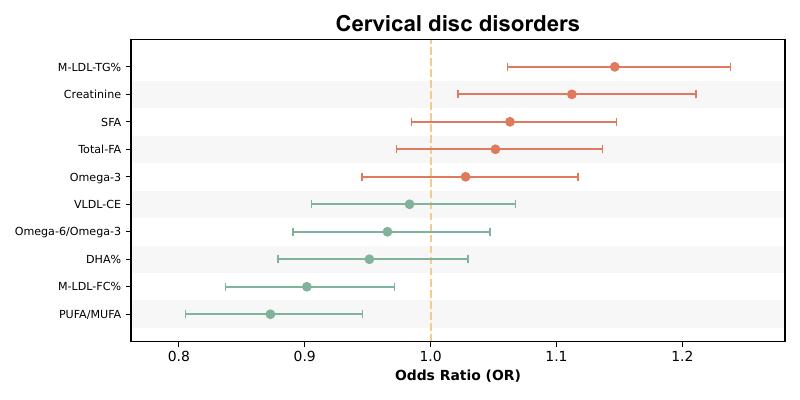 Cervical disc disorders
M-LDL-TG%
Creatinine
SFA
Total-FA
Omega-3
VLDL-CE
Omega-6/Omega-3
DHA%
M-LDL-FC%
PUFA/MUFA
0.8 0.9 1.0 1.1 1.2
Odds Ratio (OR)